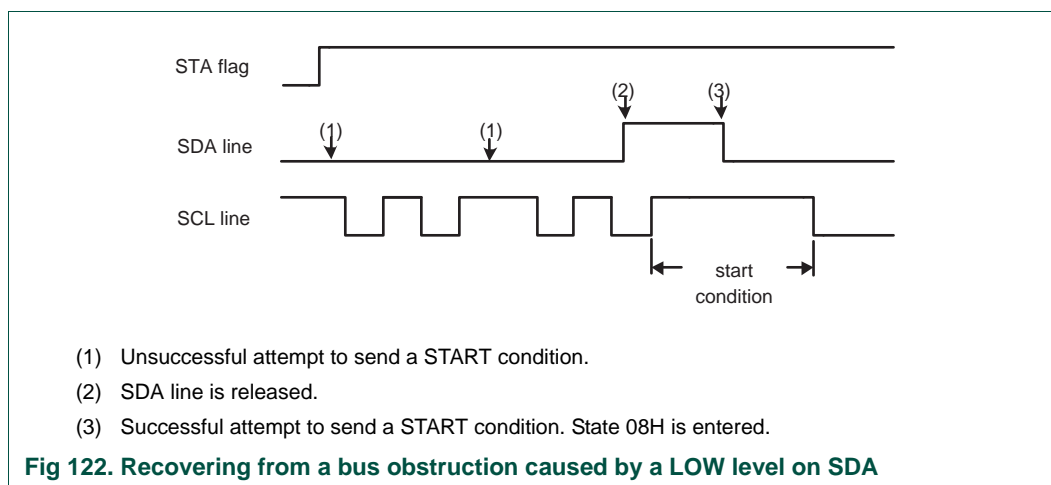 STA flag
(2) (3)
(1) (1)
SDA line
SCL line
start
condition
(1) Unsuccessful attempt to send a START condition.
(2) SDA line is released.
(3) Successful attempt to send a START condition. State 08H is entered.
Fig 122. Recovering from a bus obstruction caused by a LOW level on SDA